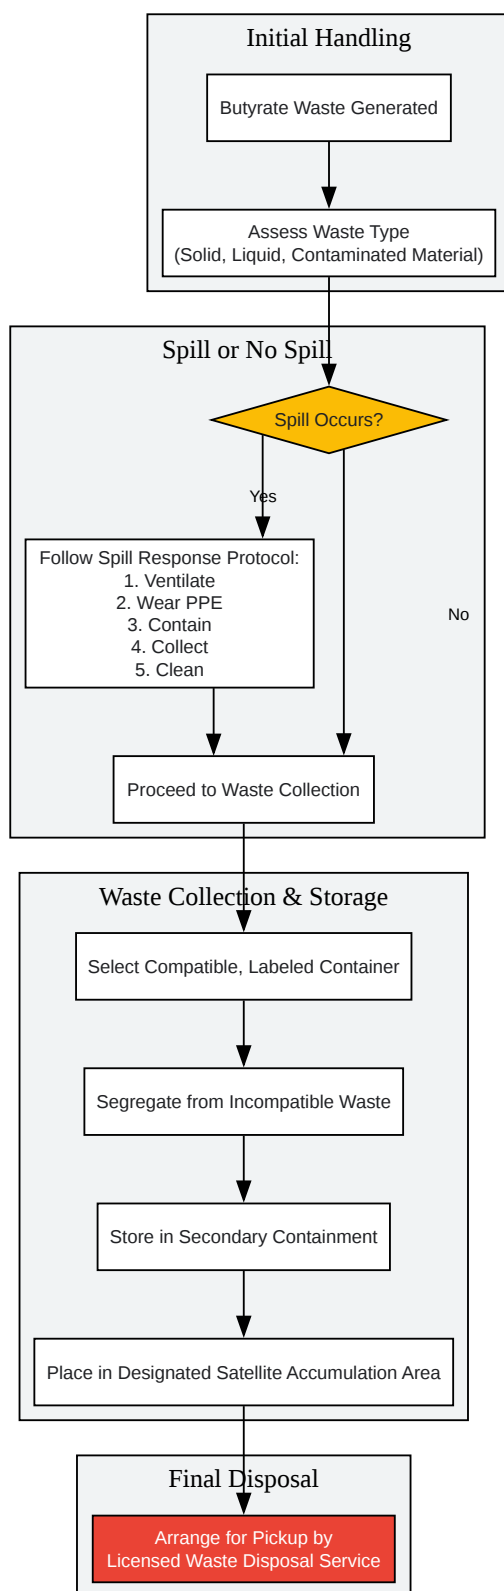 Initial Handling
Butyrate Waste Generated
Assess Waste Type
(Solid, Liquid, Contaminated Material)
Spill or No Spill
Spill Occurs?
Yes
Follow Spill Response Protocol:
1. Ventilate
2. Wear PPE
3. Contain
4. Collect
5. Clean
No
Proceed to Waste Collection
Waste Collection & Storage
Select Compatible, Labeled Container
Segregate from Incompatible Waste
Store in Secondary Containment
Place in Designated Satellite Accumulation Area
Final Disposal
Arrange for Pickup by
Licensed Waste Disposal Service